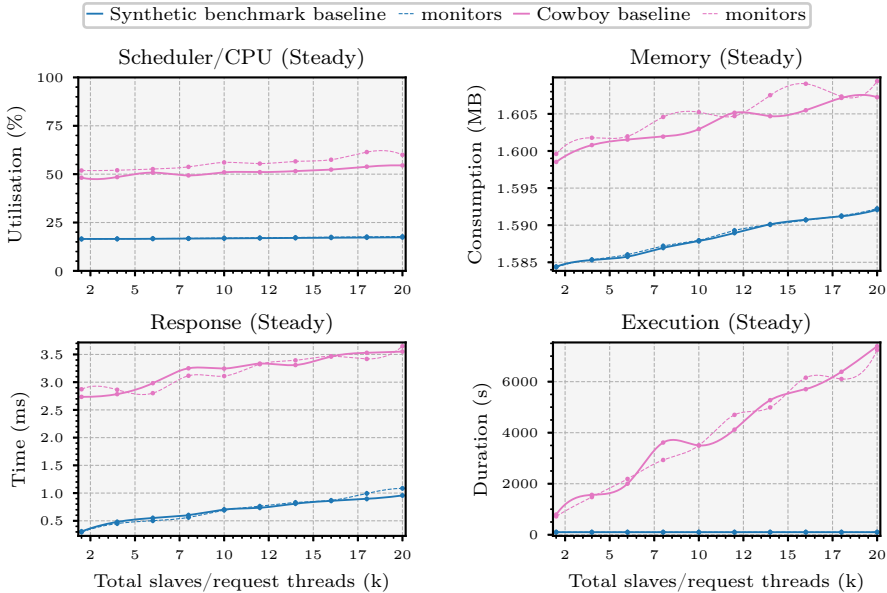 Synthetic benchmark baseline monitors Cowboy baseline monitors
Scheduler/CPU (Steady)
Utilisation (%)
100
75
50
25
0
2 5 7 10 12 15 17 20
Memory (Steady)
Consumption (MB)
1.605
1.600
1.595
1.590
1.585
2 5 7 10 12 15 17 20
Response (Steady)
Time (ms)
3.5
3.0
2.5
2.0
1.5
1.0
0.5
2 5 7 10 12 15 17 20
Total slaves/request threads (k)
Execution (Steady)
Duration (s)
6000
4000
2000
0
2 5 7 10 12 15 17 20
Total slaves/request threads (k)